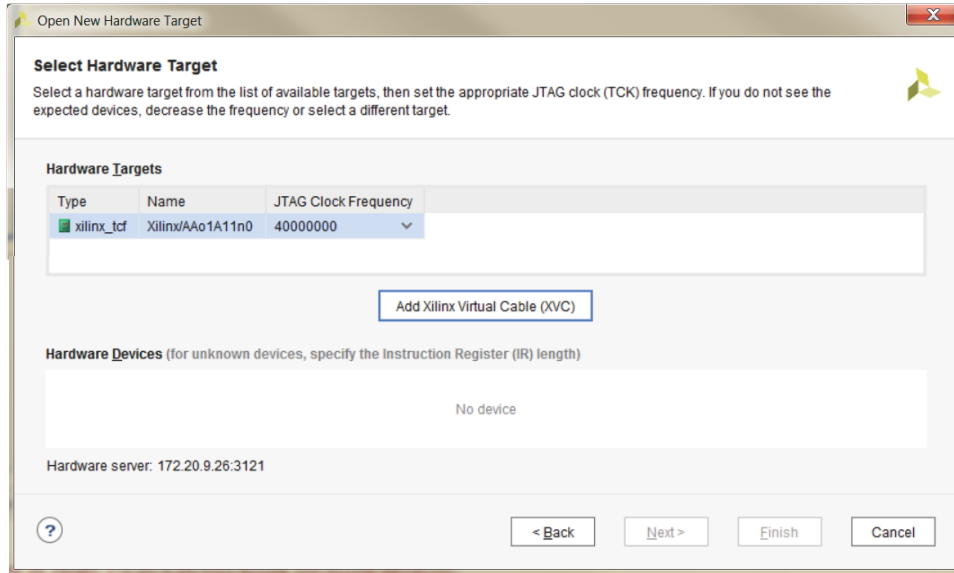 Open New Hardware Target
X
Select Hardware Target
Select a hardware target from the list of available targets, then set the appropriate JTAG clock (TCK) frequency. If you do not see the
expected devices, decrease the frequency or select a different target.
Hardware Targets
Type Name JTAG Clock Frequency
xilinx_tcf Xilinx/AAo1A11n0 40000000
Add Xilinx Virtual Cable (XVC)
Hardware Devices (for unknown devices, specify the Instruction Register (IR) length)
No device
Hardware server: 172.20.9.26:3121
? < Back Next > Finish Cancel